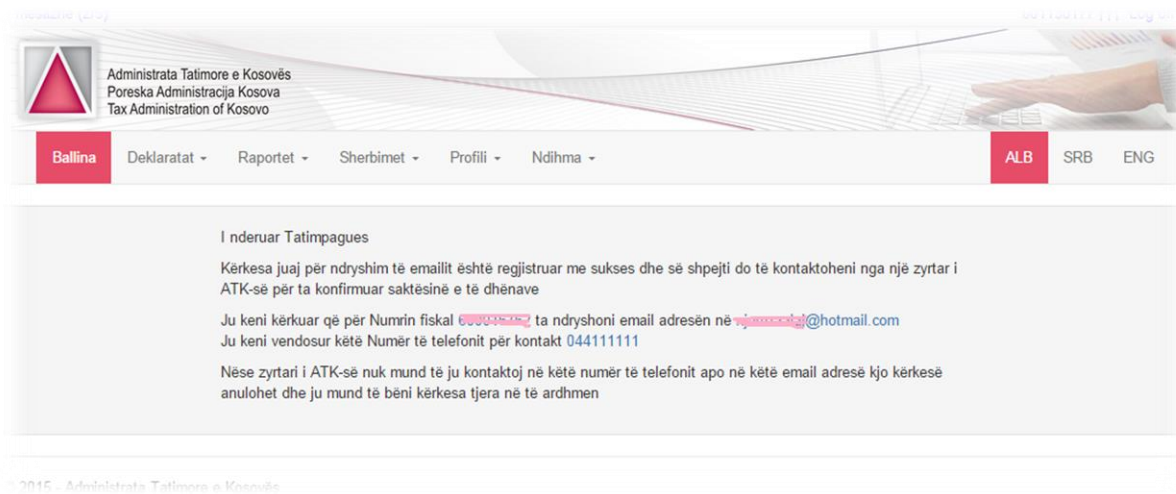 Administrata Tatimore e Kosovës
Poreska Administracija Kosova
Tax Administration of Kosovo
Ballina Deklaratat Raportet Sherbimet Profili Ndihma ALB SRB ENG
I nderuar Tatimpagues
Kërkesa juaj për ndryshim të emailit është regjistruar me sukses dhe së shpejti do të kontaktoheni nga një zyrtar i
ATK-së për ta konfirmuar saktësinë e të dhënave
Ju keni kërkuar që për Numrin fiskal ta ndryshoni email adresën në @hotmail.com
Ju keni vendosur këtë Numër të telefonit për kontakt 044111111
Nëse zyrtari i ATK-së nuk mund të ju kontaktoj në këtë numër të telefonit apo në këtë email adresë kjo kërkesë
anulohet dhe ju mund të bëni kërkesa tjera në të ardhmen
2015 - Administrata Tatimore e Kosovës